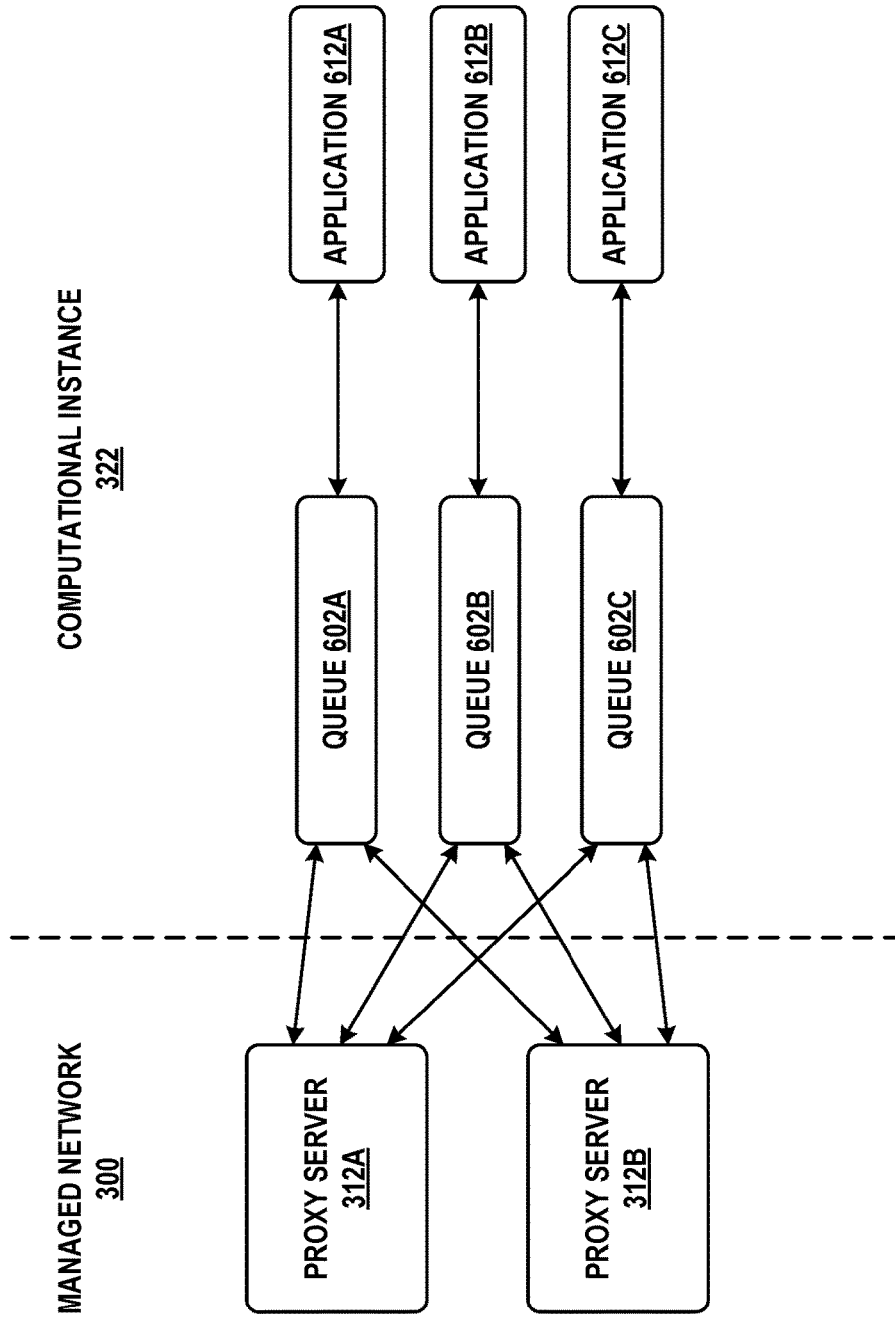 MANAGED NETWORK
300
COMPUTATIONAL INSTANCE
322
PROXY SERVER
312A
PROXY SERVER
312B
QUEUE 602A
QUEUE 602B
QUEUE 602C
APPLICATION 612A
APPLICATION 612B
APPLICATION 612C